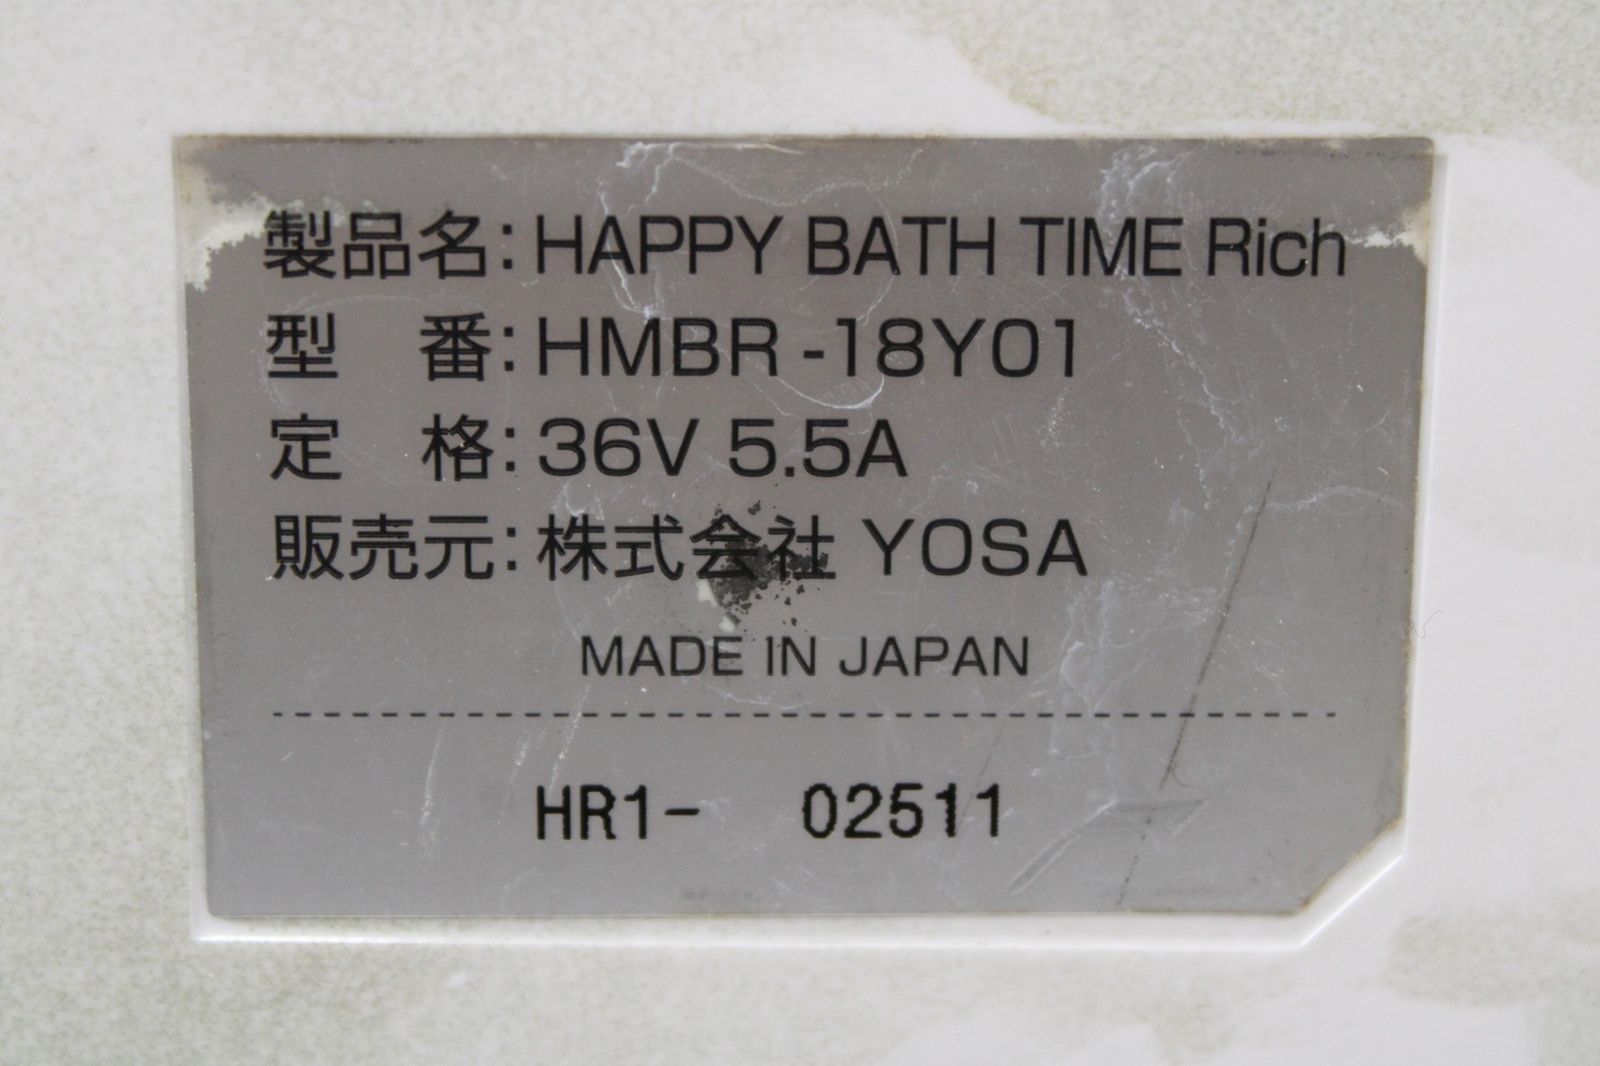 製品名：HAPPY BATH TIME Rich
型　番：HMBR -18Y01
定　格：36V 5.5A
販売元：株式会社 YOSA
MADE IN JAPAN
HR1-　02511